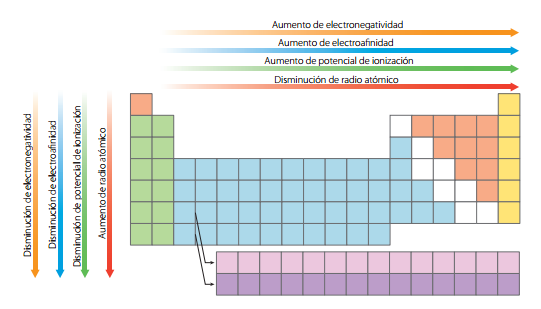 Aumento de electronegatividad
Aumento de electroafinidad
Aumento de potencial de ionización
Disminución de radio atómico
Disminución de electronegatividad
Disminución de electroafinidad
Disminución de potencial de ionización
Aumento de radio atómico